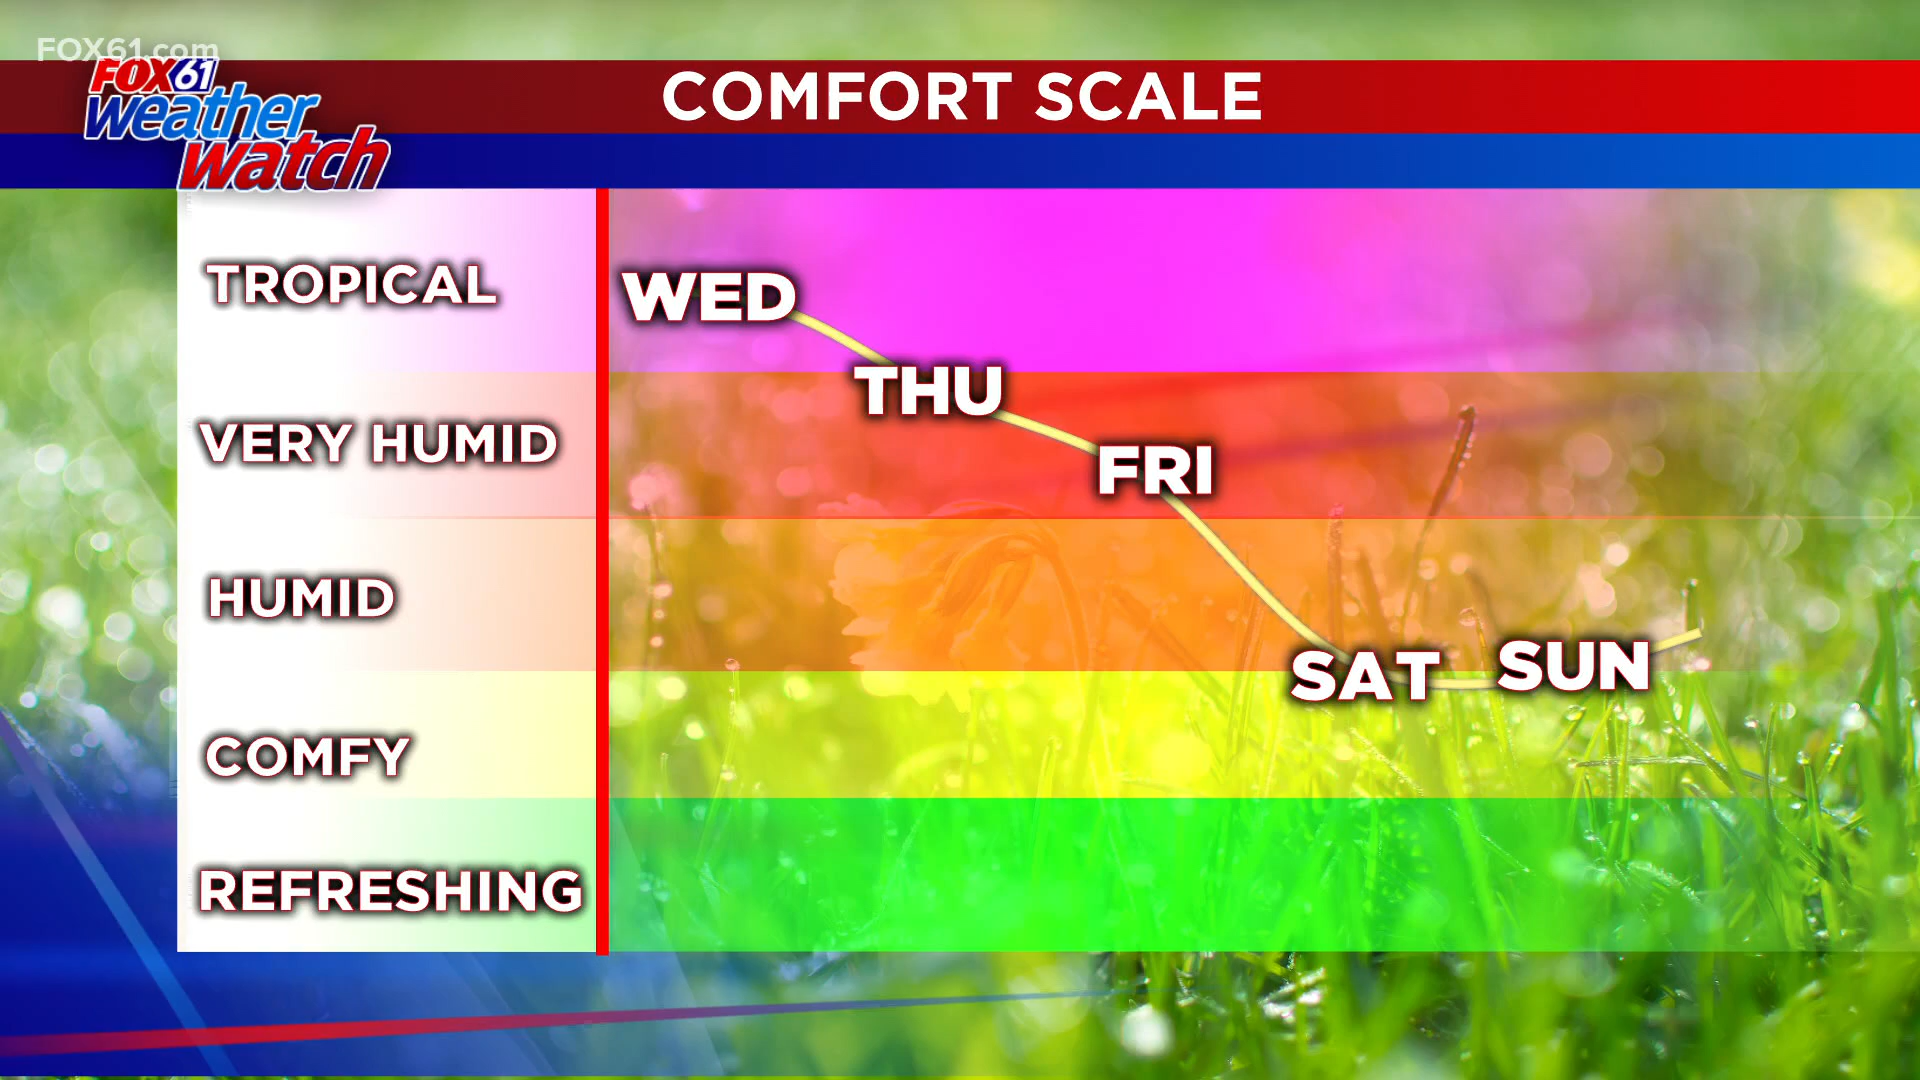 FOX61.com
FOX61
Weather
Watch
COMFORT SCALE
TROPICAL
WED
THU
VERY HUMID
FRI
HUMID
SAT
SUN
COMFY
REFRESHING